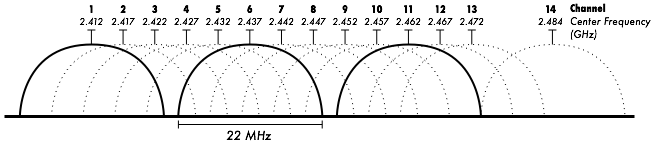 1 2 3 4 5 6 7 8 9 10 11 12 13 14 Channel
2.412 2.417 2.422 2.427 2.432 2.437 2.442 2.447 2.452 2.457 2.462 2.467 2.472 2.484 Center Frequency
(GHz)
22 MHz